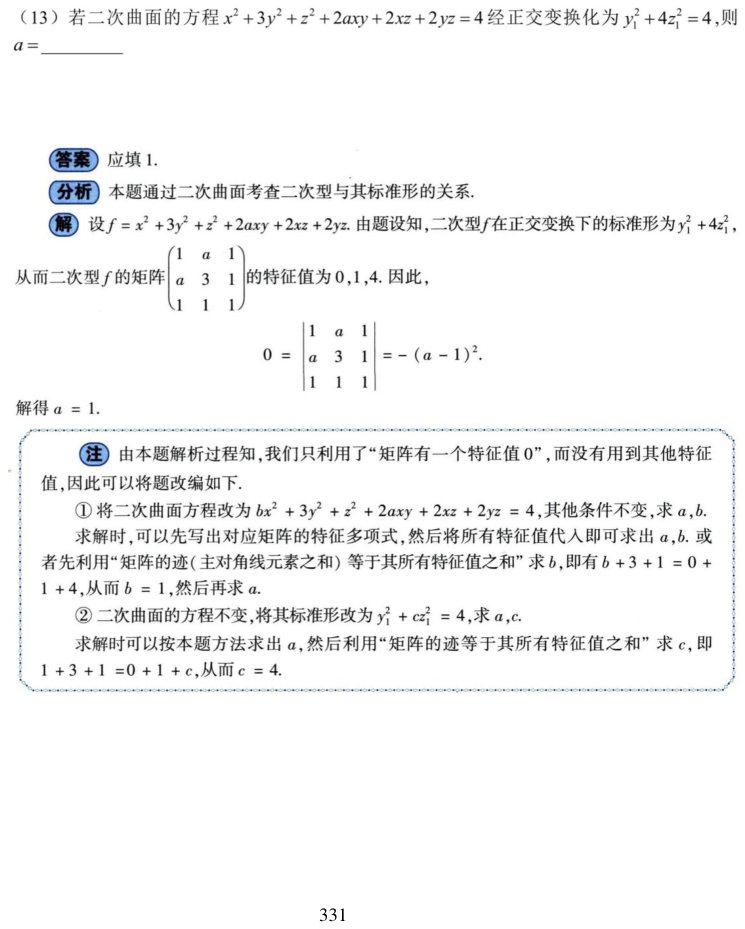 （13）若二次曲面的方程 x² + 3y² + z² + 2axy + 2xz + 2yz = 4 经正交变换化为 y₁² + 4z₁² = 4,则
a = ________
答案 应填 1.
分析 本题通过二次曲面考查二次型与其标准形的关系.
解 设 f = x² + 3y² + z² + 2axy + 2xz + 2yz. 由题设知,二次型 f 在正交变换下的标准形为 y₁² + 4z₁²,
从而二次型 f 的矩阵 (1 a 1
a 3 1
1 1 1) 的特征值为 0,1,4. 因此,
0 = |1 a 1
a 3 1
1 1 1| = -(a - 1)².
解得 a = 1.
注 由本题解析过程知,我们只利用了“矩阵有一个特征值 0”,而没有用到其他特征
值,因此可以将题改编如下.
① 将二次曲面方程改为 bx² + 3y² + z² + 2axy + 2xz + 2yz = 4,其他条件不变,求 a,b.
求解时,可以先写出对应矩阵的特征多项式,然后将所有特征值代入即可求出 a,b. 或
者先利用“矩阵的迹(主对角线元素之和) 等于其所有特征值之和” 求 b,即有 b + 3 + 1 = 0 +
1 + 4,从而 b = 1,然后再求 a.
② 二次曲面的方程不变,将其标准形改为 y₁² + cz₁² = 4,求 a,c.
求解时可以按本题方法求出 a,然后利用“矩阵的迹等于其所有特征值之和” 求 c,即
1 + 3 + 1 = 0 + 1 + c,从而 c = 4.
331